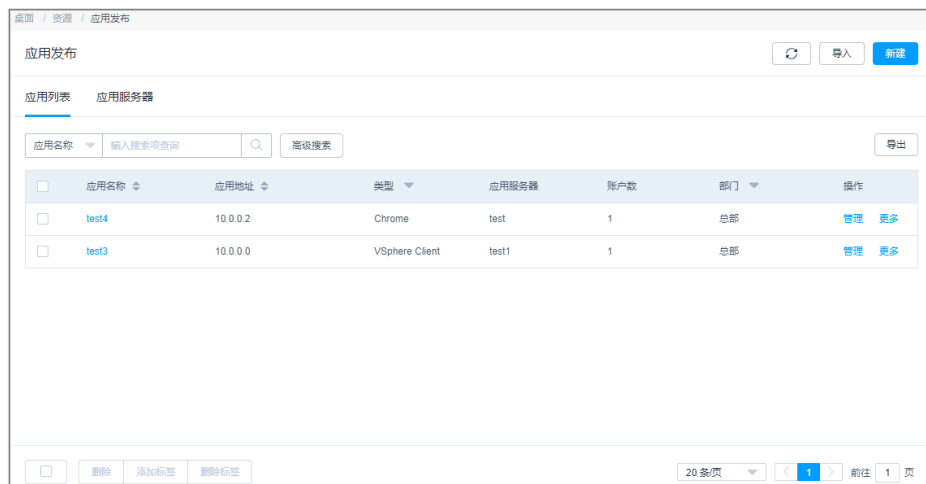 桌面 / 资源 / 应用发布
应用发布 导入 新建
应用列表 应用服务器
应用名称 输入搜索项查询 高级搜索 导出
应用名称 应用地址 类型 应用服务器 账户数 部门 操作
test4 10.0.0.2 Chrome test 1 总部 管理 更多
test3 10.0.0.0 VSphere Client test1 1 总部 管理 更多
删除 添加标签 删除标签 20 条/页 1 前往 1 页